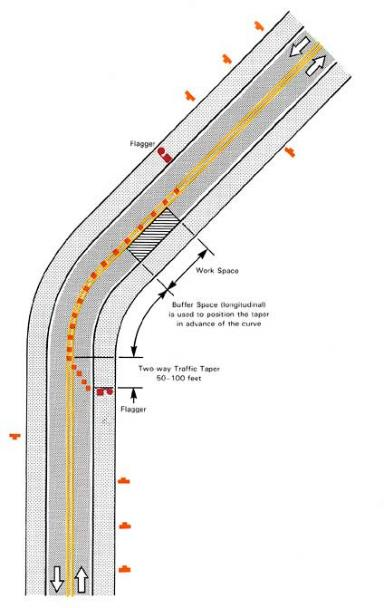 Flagger
Work Space
Buffer Space (longitudinal)
is used to position the taper
in advance of the curve
Two way Traffic Taper
50-100 feet
Flagger